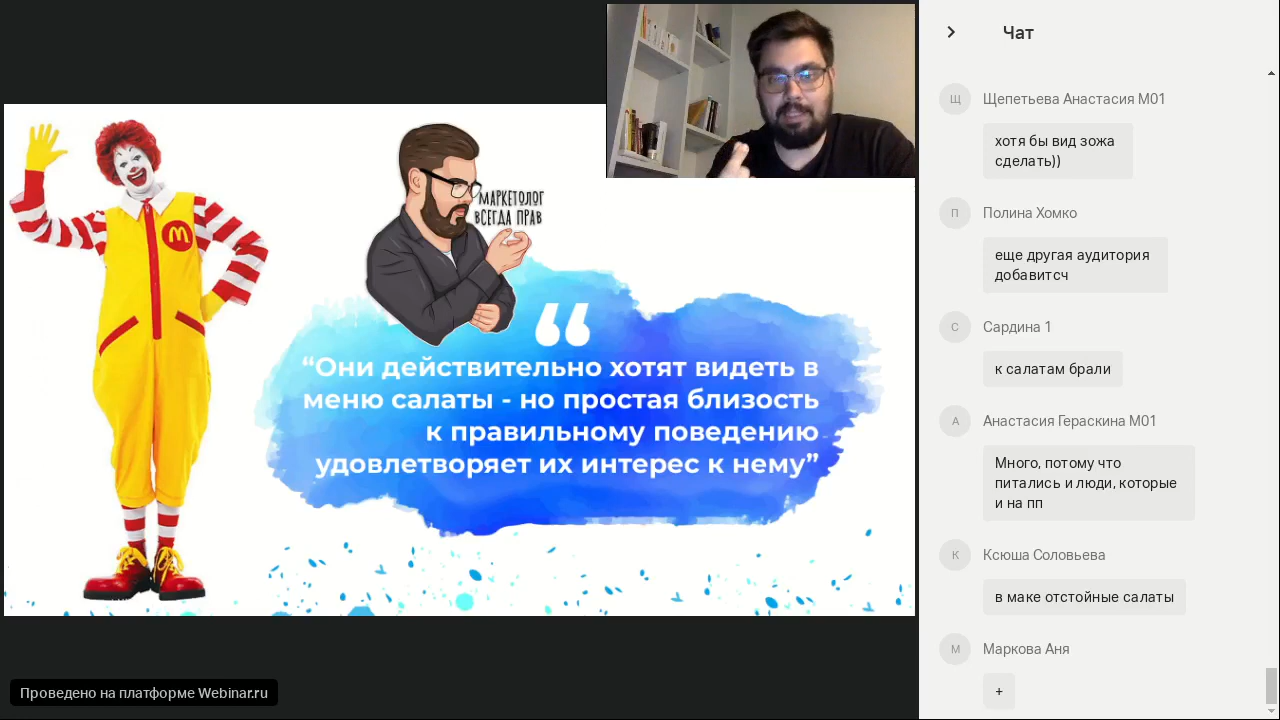 МАРКЕТОЛОГ
ВСЕГДА ПРАВ
“Они действительно хотят видеть в
меню салаты - но простая близость
к правильному поведению
удовлетворяет их интерес к нему”
Проведено на платформе Webinar.ru
Чат
Щ
Щепетьева Анастасия М01
хотя бы вид зожа
сделать))
П
Полина Хомко
еще другая аудитория
добавитсч
С
Сардина 1
к салатам брали
А
Анастасия Гераскина М01
Много, потому что
питались и люди, которые
и на пп
К
Ксюша Соловьева
в маке отстойные салаты
М
Маркова Аня
+